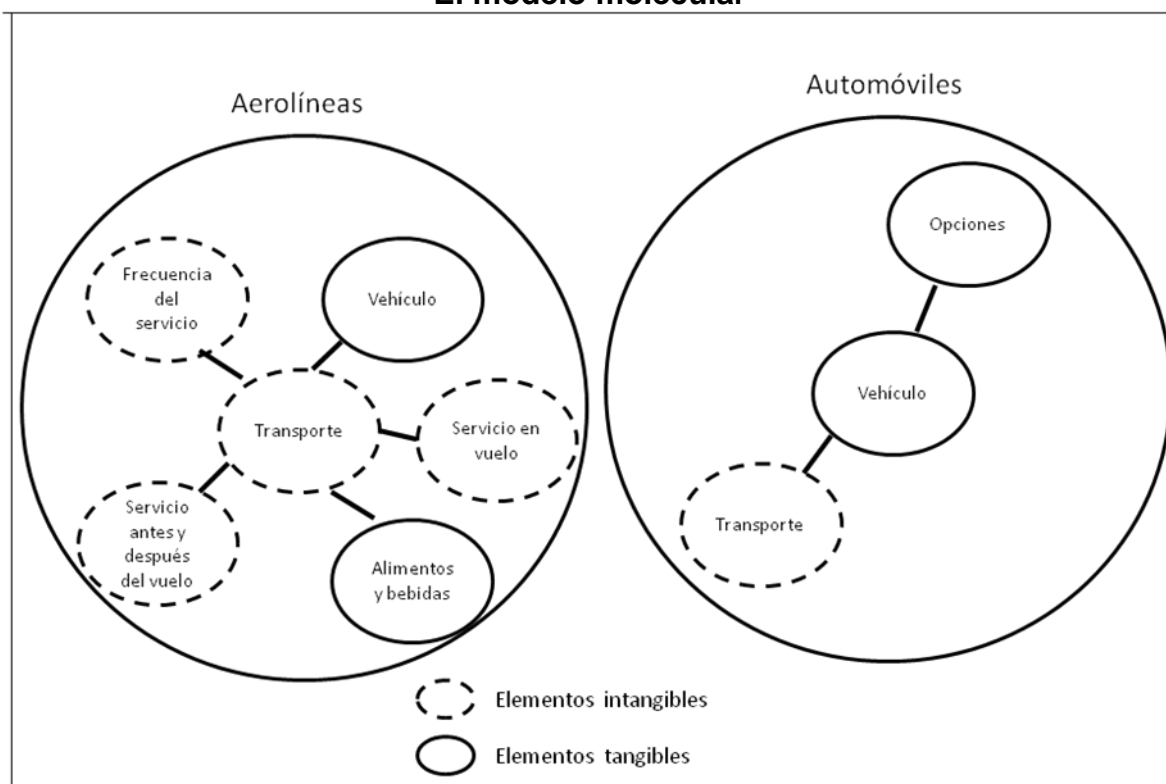 El modelo molecular
Aerolíneas
Automóviles
Frecuencia
del
servicio
Vehículo
Transporte
Servicio en
vuelo
Servicio
antes y
después
del vuelo
Alimentos
y bebidas
Opciones
Vehículo
Transporte
Elementos intangibles
Elementos tangibles